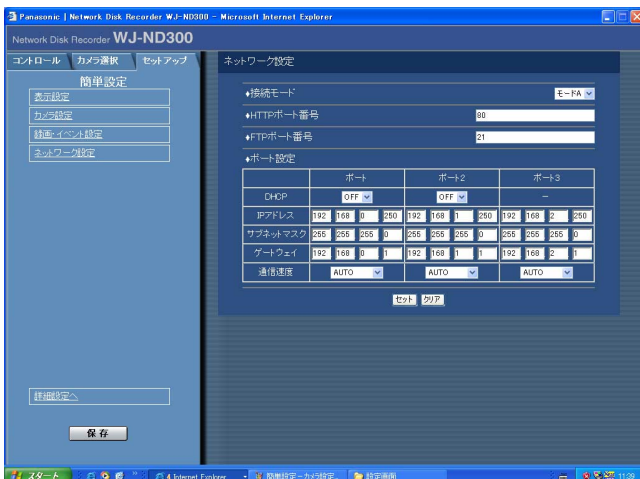 Panasonic | Network Disk Recorder WJ-ND300 - Microsoft Internet Explorer
Network Disk Recorder WJ-ND300
コントロール カメラ選択 セットアップ
簡単設定
表示設定
カメラ設定
録画・イベント設定
ネットワーク設定
詳細設定へ
保存
ネットワーク設定
♦接続モード モードA
♦HTTPポート番号 80
♦FTPポート番号 21
♦ポート設定
ポート1 ポート2 ポート3
DHCP OFF OFF －
IPアドレス 192 168 0 250 192 168 1 250 192 168 2 250
サブネットマスク 255 255 255 0 255 255 255 0 255 255 255 0
ゲートウェイ 192 168 0 1 192 168 1 1 192 168 2 1
通信速度 AUTO AUTO AUTO
セット クリア
スタート 4 Internet Explorer 簡単設定－カメラ設定... 設定画面 11:39